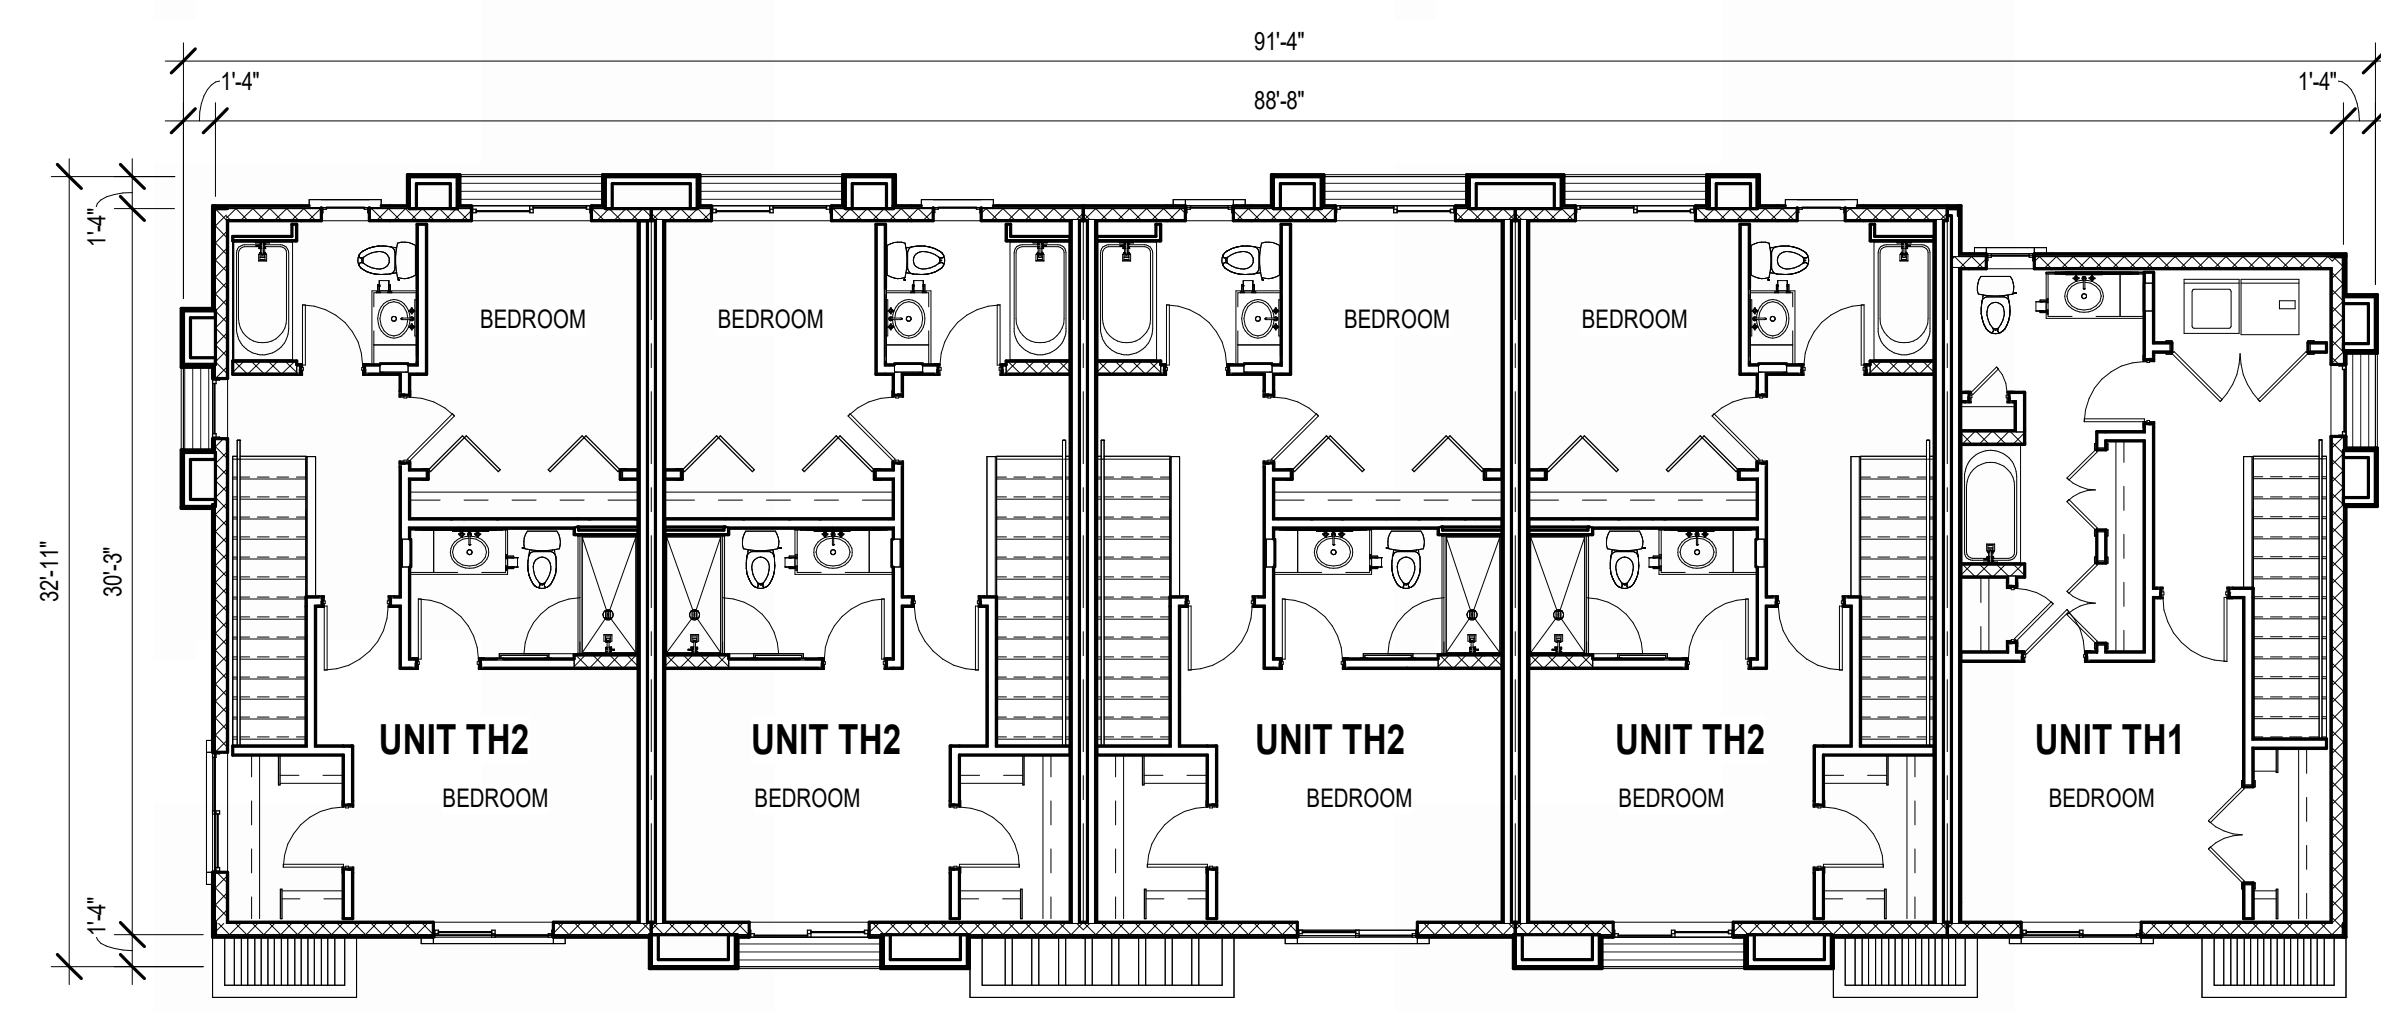 91'-4"
1'-4"
1'-4"
88'-8"
1'-4"
32'-11"
30'-3"
1'-4"
BEDROOM
BEDROOM
BEDROOM
BEDROOM
UNIT TH2
UNIT TH2
UNIT TH2
UNIT TH2
UNIT TH1
BEDROOM
BEDROOM
BEDROOM
BEDROOM
BEDROOM